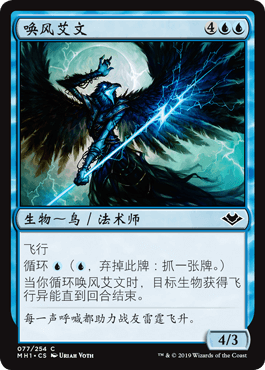 唤风艾文 4
生物～鸟 / 法术师
飞行
循环（，弃掉此牌：抓一张牌。）
当你循环唤风艾文时，目标生物获得飞
行异能直到回合结束。
每一声呼喊都助力战友雷霆飞升。
4/3
077/254 C
MH1 • CS URIAH VOTH
™ & © 2019 Wizards of the Coast